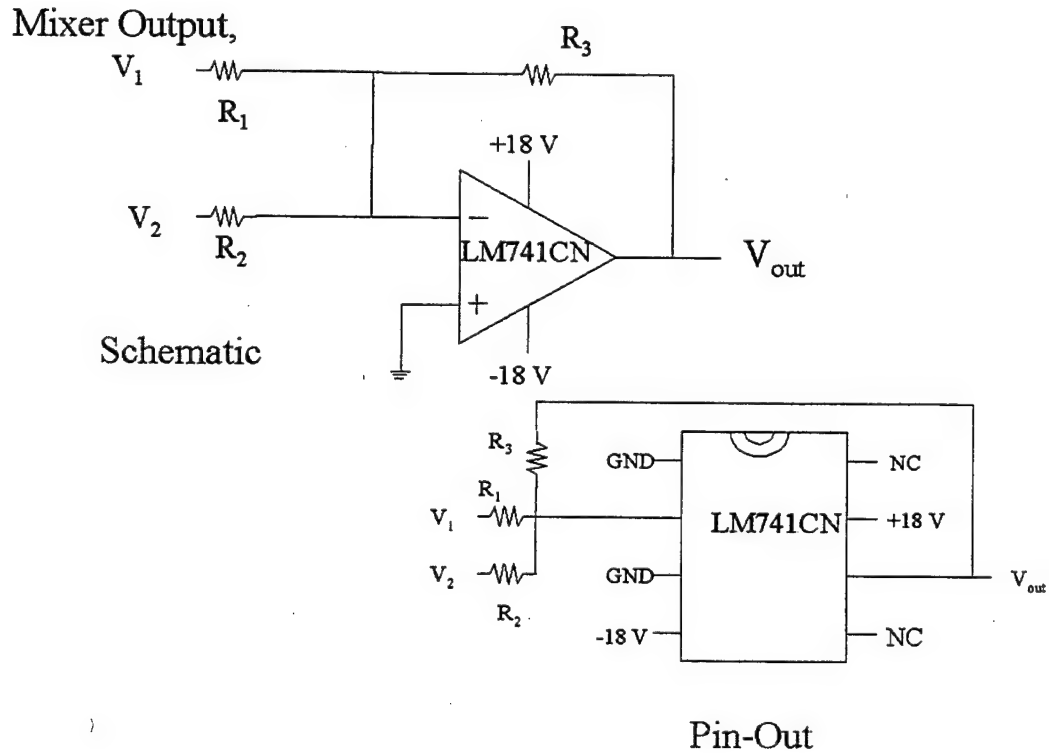 Mixer Output,
V1
R1
R3
+18 V
V2
R2
LM741CN
Vout
-18 V
Schematic
R3
GND
NC
R1
V1
LM741CN
+18 V
V2
GND
Vout
R2
-18 V
NC
Pin-Out